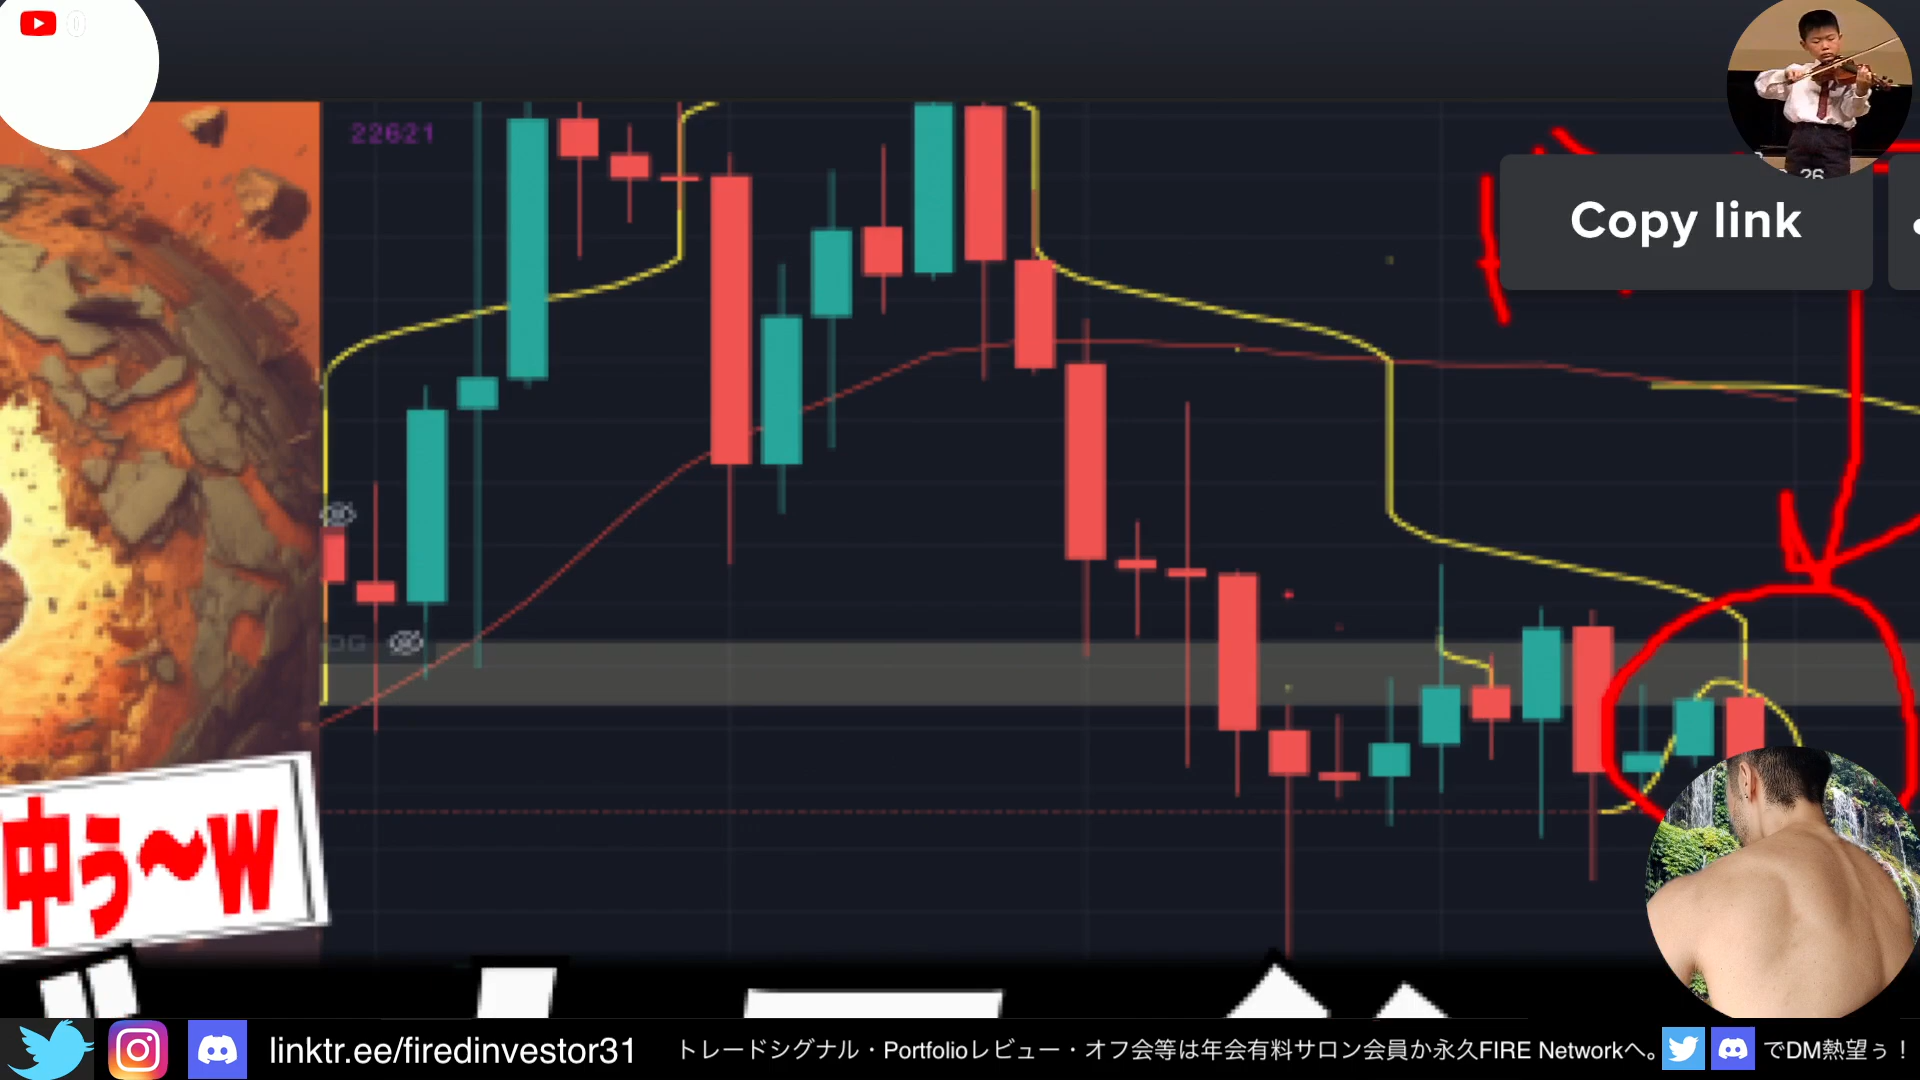 0
22621
26
Copy link
中ぅ〜w
linktr.ee/firedinvestor31
トレードシグナル・Portfolioレビュー・オフ会等は年会有料サロン会員か永久FIRE Networkへ。
でDM熱望ぅ！